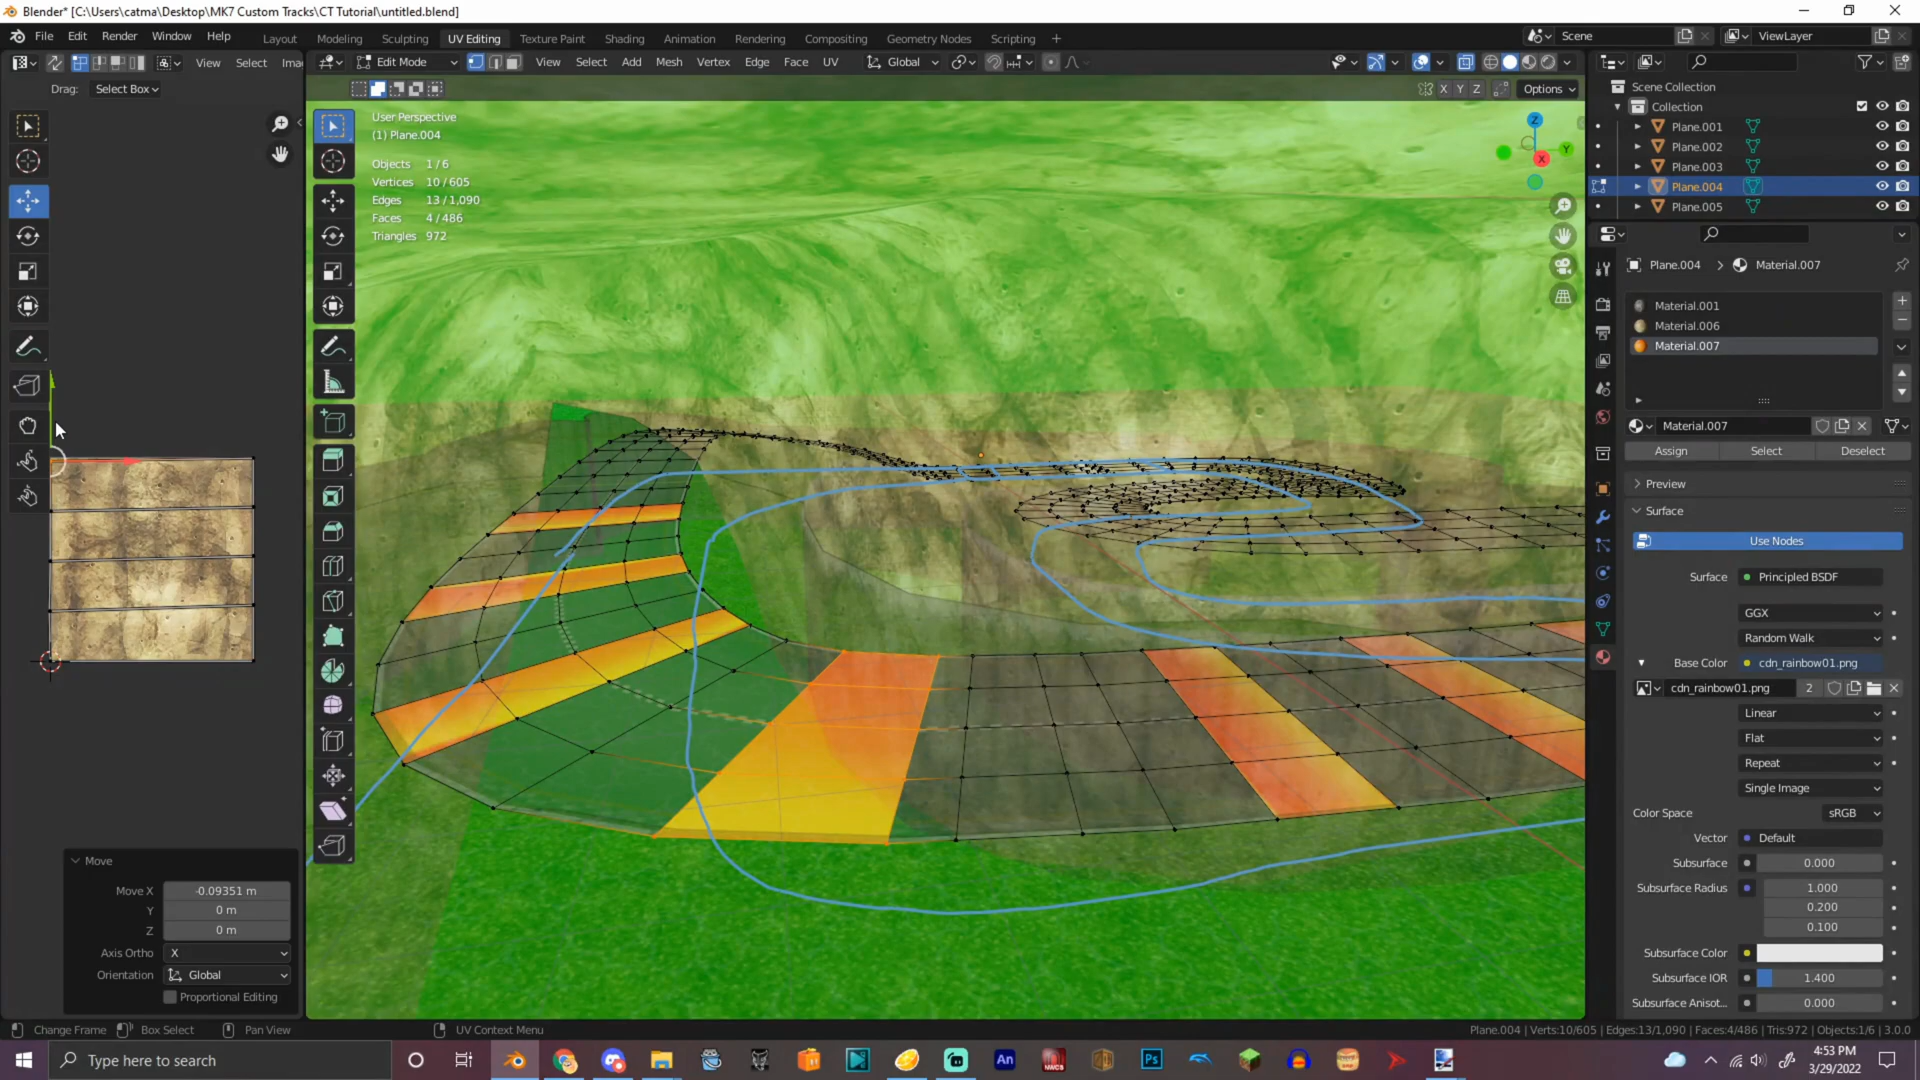 Blender* [C:\Users\catma\Desktop\MK7 Custom Tracks\CT Tutorial\untitled.blend]
File Edit Render Window Help
Layout Modeling Sculpting UV Editing Texture Paint Shading Animation Rendering Compositing Geometry Nodes Scripting +
Scene
ViewLayer
View Select Ima
Edit Mode
View Select Add Mesh Vertex Edge Face UV
Global
Drag: Select Box
X Y Z
Options
User Perspective
(1) Plane.004
Objects 1/6
Vertices 10/605
Edges 13/1,090
Faces 4/486
Triangles 972
Z
Y
X
Scene Collection
Collection
Plane.001
Plane.002
Plane.003
Plane.004
Plane.005
Plane.004 > Material.007
Material.001
Material.006
Material.007
Material.007
Assign Select Deselect
Preview
Surface
Use Nodes
Surface Principled BSDF
GGX
Random Walk
Base Color cdn_rainbow01.png
cdn_rainbow01.png 2
Linear
Flat
Repeat
Single Image
Color Space sRGB
Vector Default
Subsurface 0.000
Subsurface Radius 1.000
0.200
0.100
Subsurface Color
Subsurface IOR 1.400
Subsurface Anisot... 0.000
Move
Move X -0.09351 m
Y 0 m
Z 0 m
Axis Ortho X
Orientation Global
Proportional Editing
Change Frame Box Select Pan View UV Context Menu
Plane.004 | Verts:10/605 | Edges:13/1,090 | Faces:4/486 | Tris:972 | Objects:1/6 | 3.0.0
Type here to search
An
Ps
4:53 PM
3/29/2022